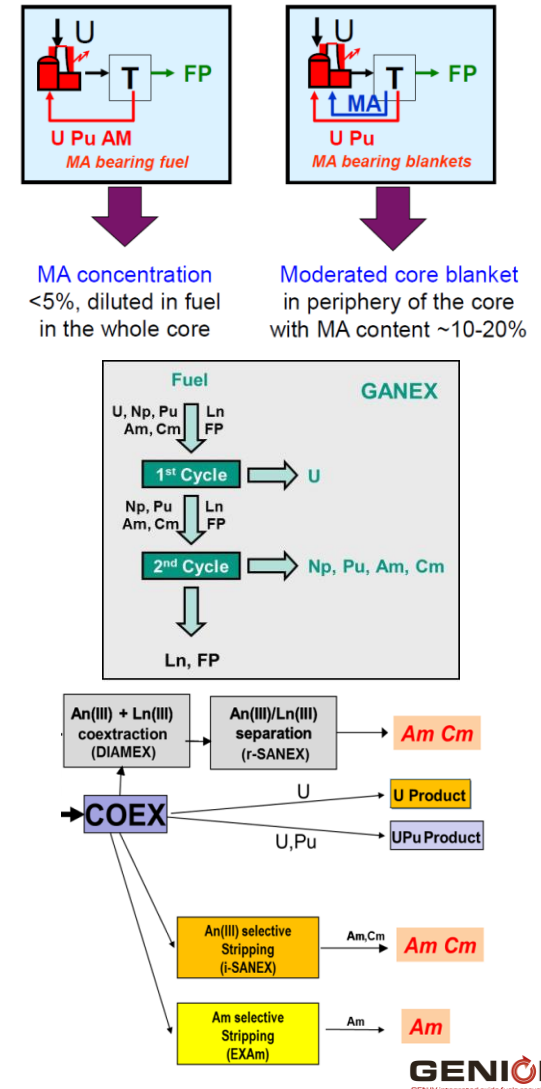 U
T
FP
U Pu AM
MA bearing fuel
U
T
FP
MA
U Pu
MA bearing blankets
MA concentration
<5%, diluted in fuel
in the whole core
Moderated core blanket
in periphery of the core
with MA content ~10-20%
Fuel
GANEX
U, Np, Pu
Am, Cm
Ln
FP
1st Cycle
U
Np, Pu
Am, Cm
Ln
FP
2nd Cycle
Np, Pu, Am, Cm
Ln, FP
An(III) + Ln(III)
coextraction
(DIAMEX)
An(III)/Ln(III)
separation
(r-SANEX)
Am Cm
COEX
U
U Product
U,Pu
UPu Product
An(III) selective
Stripping
(i-SANEX)
Am,Cm
Am Cm
Am selective
Stripping
(EXAm)
Am
Am